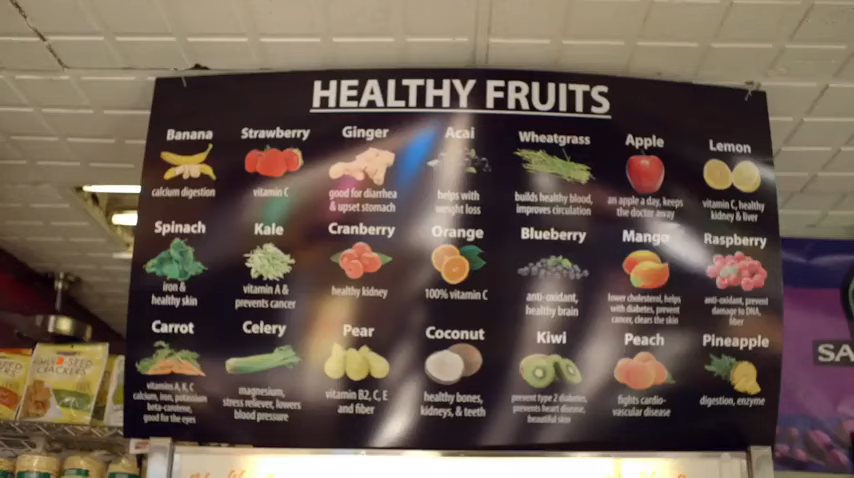 HEALTHY FRUITS
Banana
calcium digestion
Strawberry
vitamin C
Ginger
good for diarrhea
& upset stomach
Acai
helps with
weight loss
Wheatgrass
builds healthy blood,
improves circulation
Apple
an apple a day, keeps
the doctor away
Lemon
vitamin C, healthy
kidney & liver
Spinach
iron &
healthy skin
Kale
vitamin A &
prevents cancer
Cranberry
healthy kidney
Orange
100% vitamin C
Blueberry
anti-oxidant,
healthy brain
Mango
lower cholesterol, helps
with diabetes, prevent
cancer, clears the skin
Raspberry
anti-oxidant, prevent
damage to DNA,
fiber
Carrot
vitamins A, K, C
calcium, iron, potassium
beta-carotene,
good for the eyes
Celery
magnesium,
stress reliever, lowers
blood pressure
Pear
vitamin B2, C, E
and fiber
Coconut
healthy bones,
kidneys, & teeth
Kiwi
prevent type 2 diabetes,
prevents heart disease,
beautiful skin
Peach
fights cardio-
vascular disease
Pineapple
digestion, enzyme
SA
SEED
CRACKERS